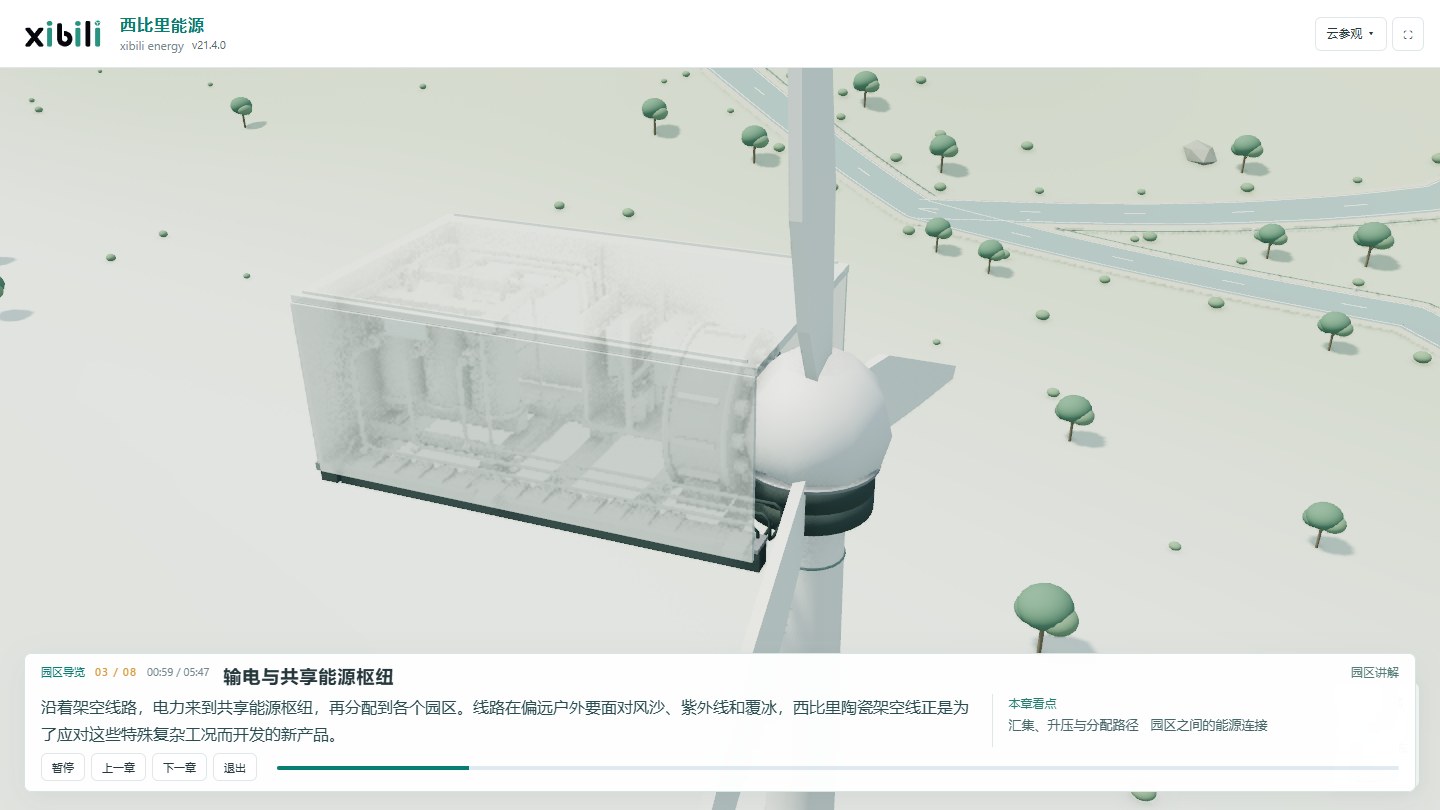 xibili
西比里能源
xibili energy v21.4.0
云参观
园区导览 03 / 08 00:59 / 05:47 输电与共享能源枢纽
园区讲解
沿着架空线路，电力来到共享能源枢纽，再分配到各个园区。线路在偏远户外要面对风沙、紫外线和覆冰，西比里陶瓷架空线正是为
了应对这些特殊复杂工况而开发的新产品。
本章看点
汇集、升压与分配路径 园区之间的能源连接
暂停 上一章 下一章 退出